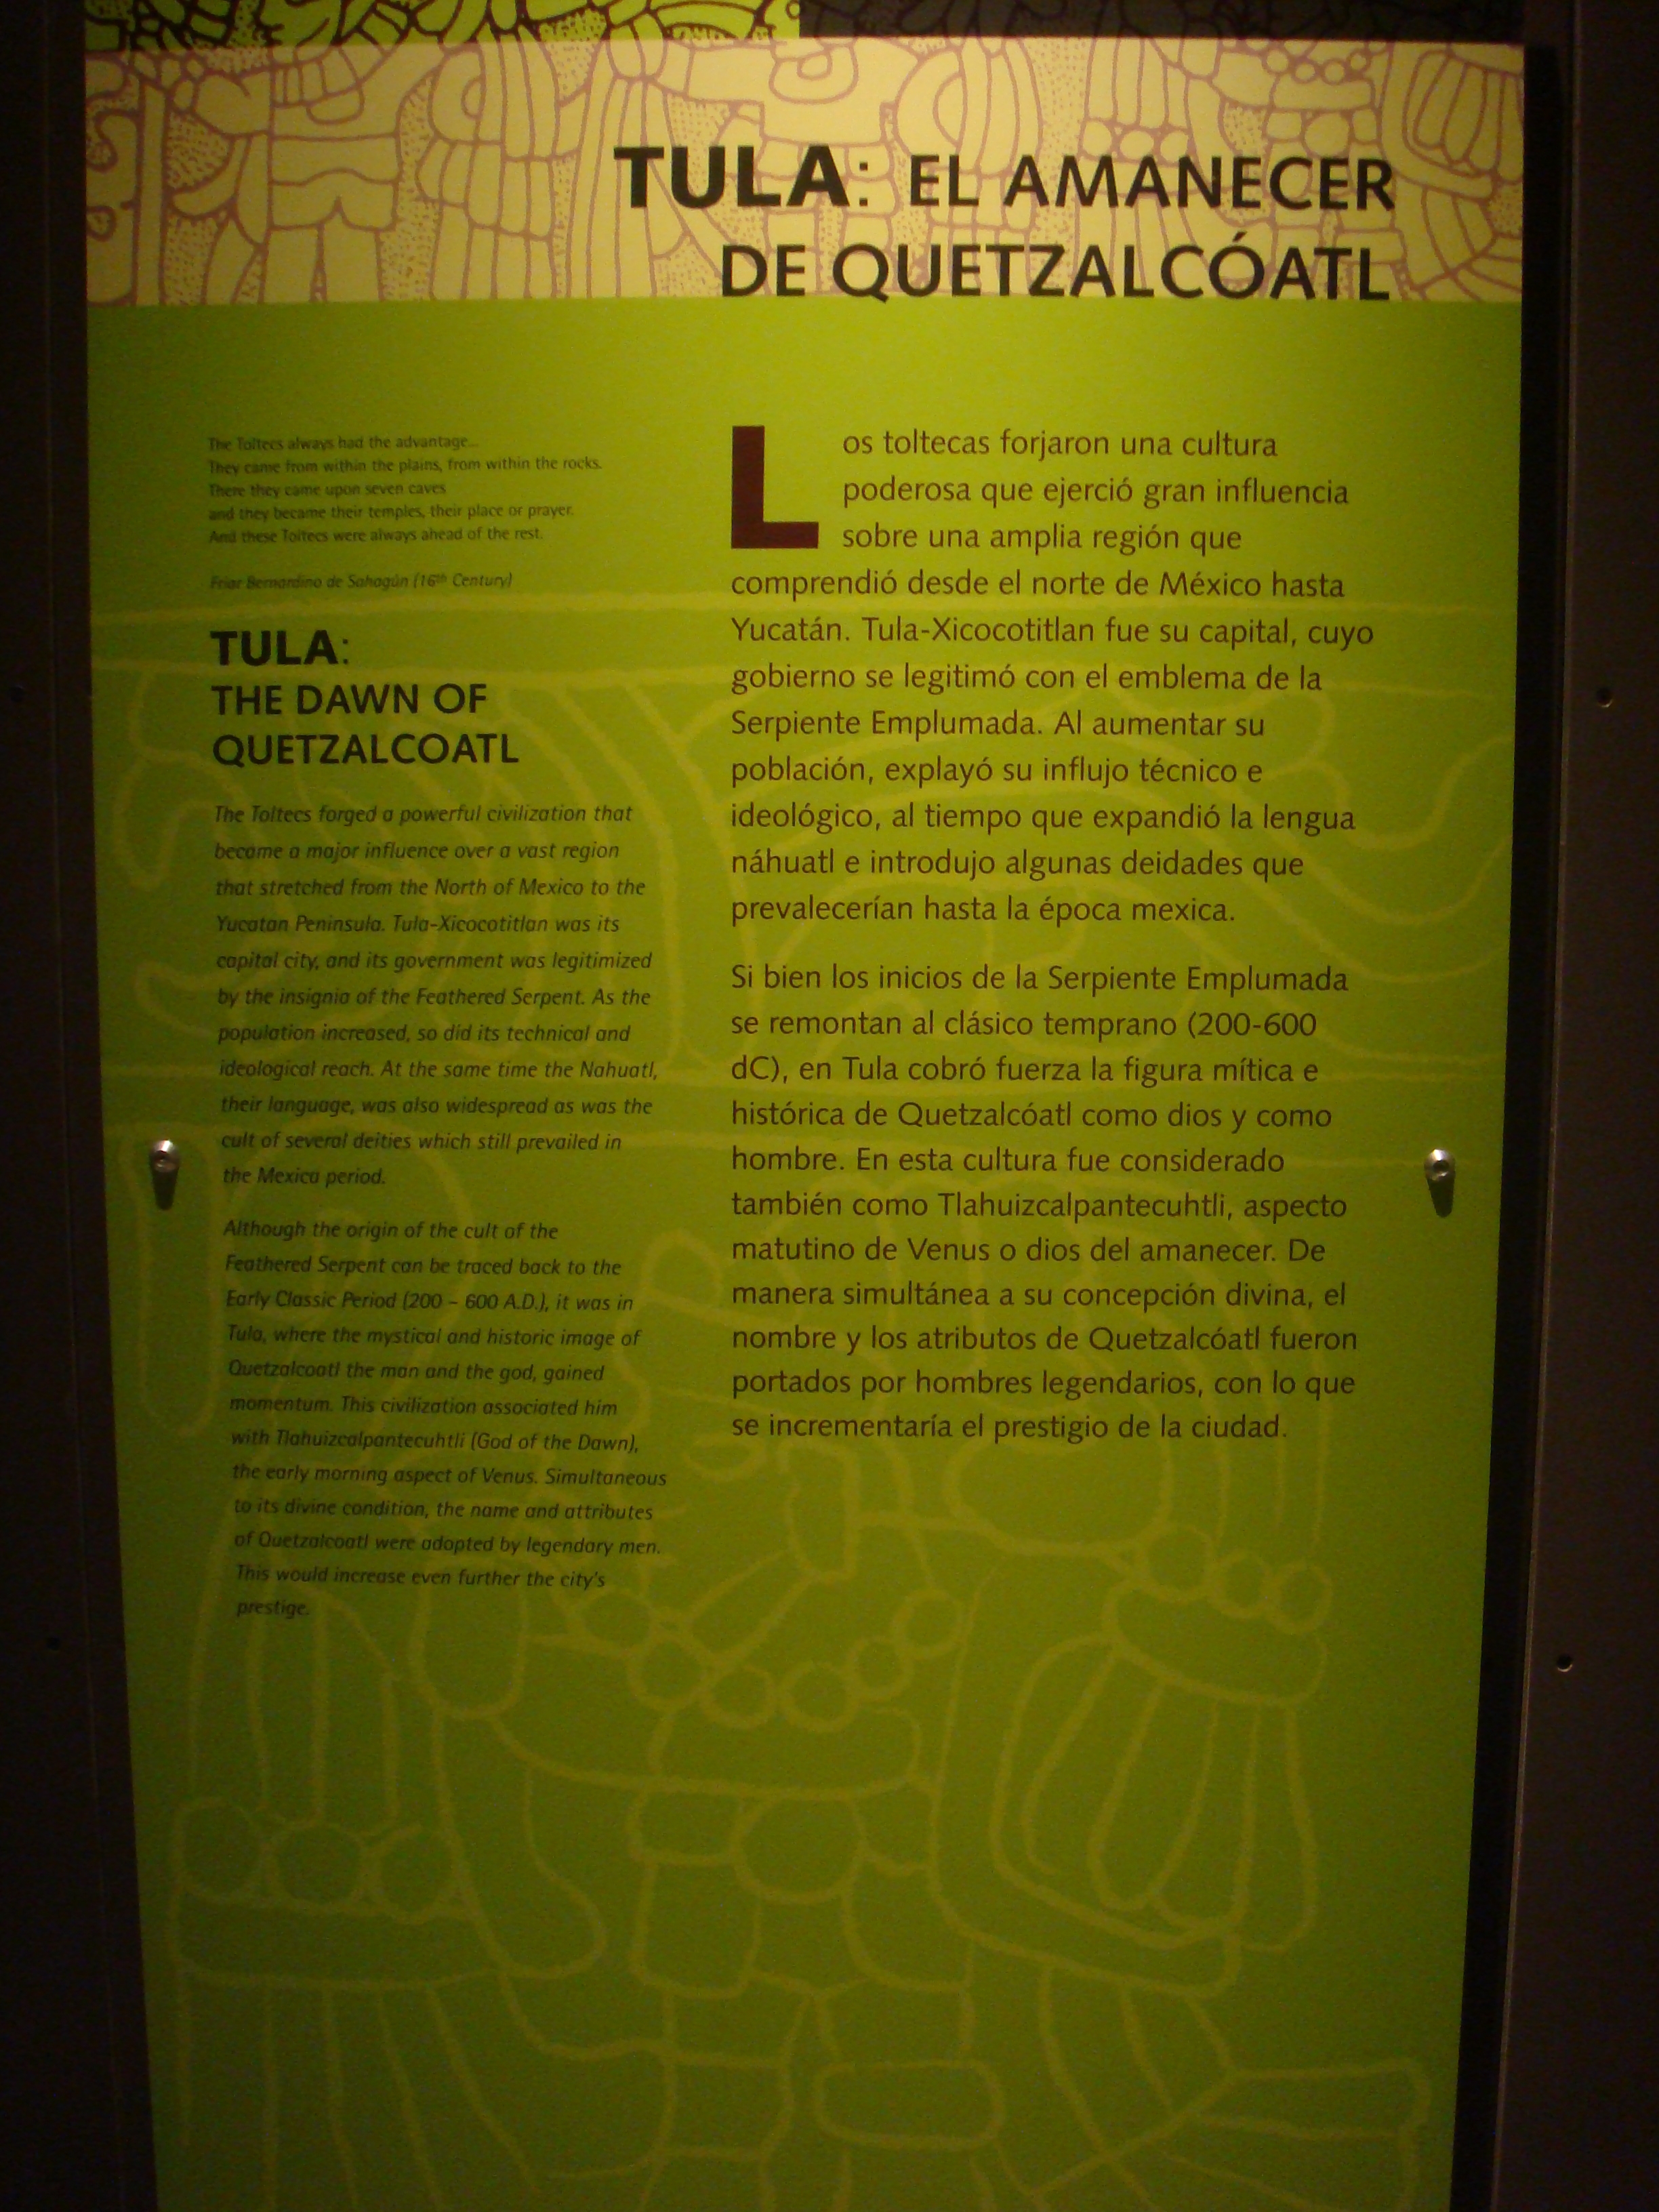 TULA: EL AMANECER
DE QUETZALCÓATL
The Toltecs always had the advantage...
They came from within the plains, from within the rocks.
There they came upon seven caves
and they became their temples, their place or prayer.
And these Toltecs were always ahead of the rest.
Friar Bernardino de Sahagún (16th Century)
TULA:
THE DAWN OF
QUETZALCOATL
The Toltecs forged a powerful civilization that
become a major influence over a vast region
that stretched from the North of Mexico to the
Yucatan Peninsula. Tula-Xicocotitlan was its
capital city, and its government was legitimized
by the insignia of the Feathered Serpent. As the
population increased, so did its technical and
ideological reach. At the same time the Nahuatl,
their language, was also widespread as was the
cult of several deities which still prevailed in
the Mexica period.
Although the origin of the cult of the
Feathered Serpent can be traced back to the
Early Classic Period (200 – 600 A.D.), it was in
Tula, where the mystical and historic image of
Quetzalcoatl the man and the god, gained
momentum. This civilization associated him
with Tlahuizcalpantecuhtli (God of the Dawn),
the early morning aspect of Venus. Simultaneous
to its divine condition, the name and attributes
of Quetzalcoatl were adopted by legendary men.
This would increase even further the city's
prestige.
Los toltecas forjaron una cultura
poderosa que ejerció gran influencia
sobre una amplia región que
comprendió desde el norte de México hasta
Yucatán. Tula-Xicocotitlan fue su capital, cuyo
gobierno se legitimó con el emblema de la
Serpiente Emplumada. Al aumentar su
población, explayó su influjo técnico e
ideológico, al tiempo que expandió la lengua
náhuatl e introdujo algunas deidades que
prevalecerían hasta la época mexica.
Si bien los inicios de la Serpiente Emplumada
se remontan al clásico temprano (200-600
dC), en Tula cobró fuerza la figura mítica e
histórica de Quetzalcóatl como dios y como
hombre. En esta cultura fue considerado
también como Tlahuizcalpantecuhtli, aspecto
matutino de Venus o dios del amanecer. De
manera simultánea a su concepción divina, el
nombre y los atributos de Quetzalcóatl fueron
portados por hombres legendarios, con lo que
se incrementaría el prestigio de la ciudad.